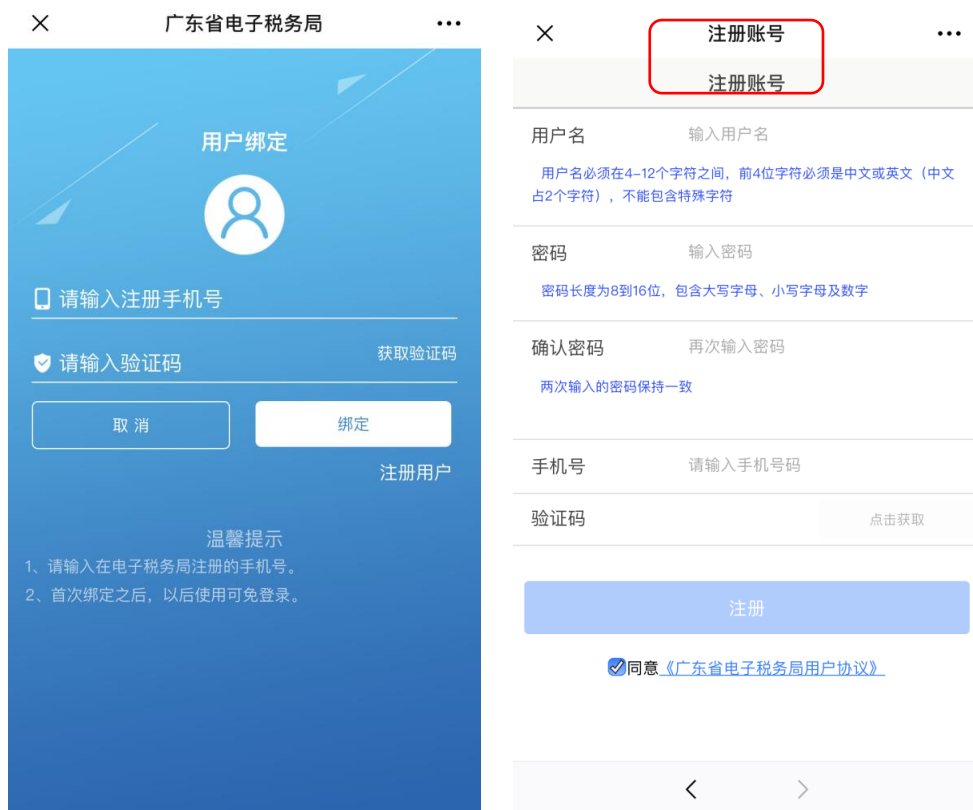 广东省电子税务局
用户绑定
请输入注册手机号
请输入验证码
获取验证码
取 消
绑定
注册用户
温馨提示
1、请输入在电子税务局注册的手机号。
2、首次绑定之后，以后使用可免登录。
注册账号
注册账号
用户名
输入用户名
用户名必须在4-12个字符之间，前4位字符必须是中文或英文（中文
占2个字符），不能包含特殊字符
密码
输入密码
密码长度为8到16位，包含大写字母、小写字母及数字
确认密码
再次输入密码
两次输入的密码保持一致
手机号
请输入手机号码
验证码
点击获取
注册
同意《广东省电子税务局用户协议》